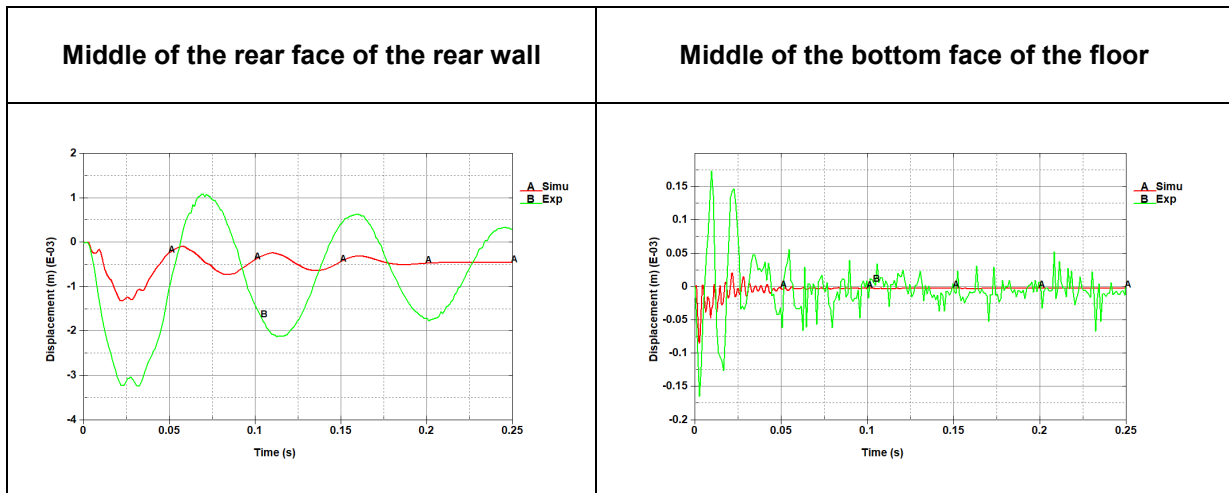 Middle of the rear face of the rear wall
Middle of the bottom face of the floor
2
1
0
-1
-2
-3
-4
Displacement (m) (E-03)
0
0.05
0.1
0.15
0.2
0.25
Time (s)
A Simu
B Exp
A
A
A
A
A
B
0.15
0.1
0.05
0
-0.05
-0.1
-0.15
-0.2
Displacement (m) (E-03)
0
0.05
0.1
0.15
0.2
0.25
Time (s)
A Simu
B Exp
A
A
B
A
A
A